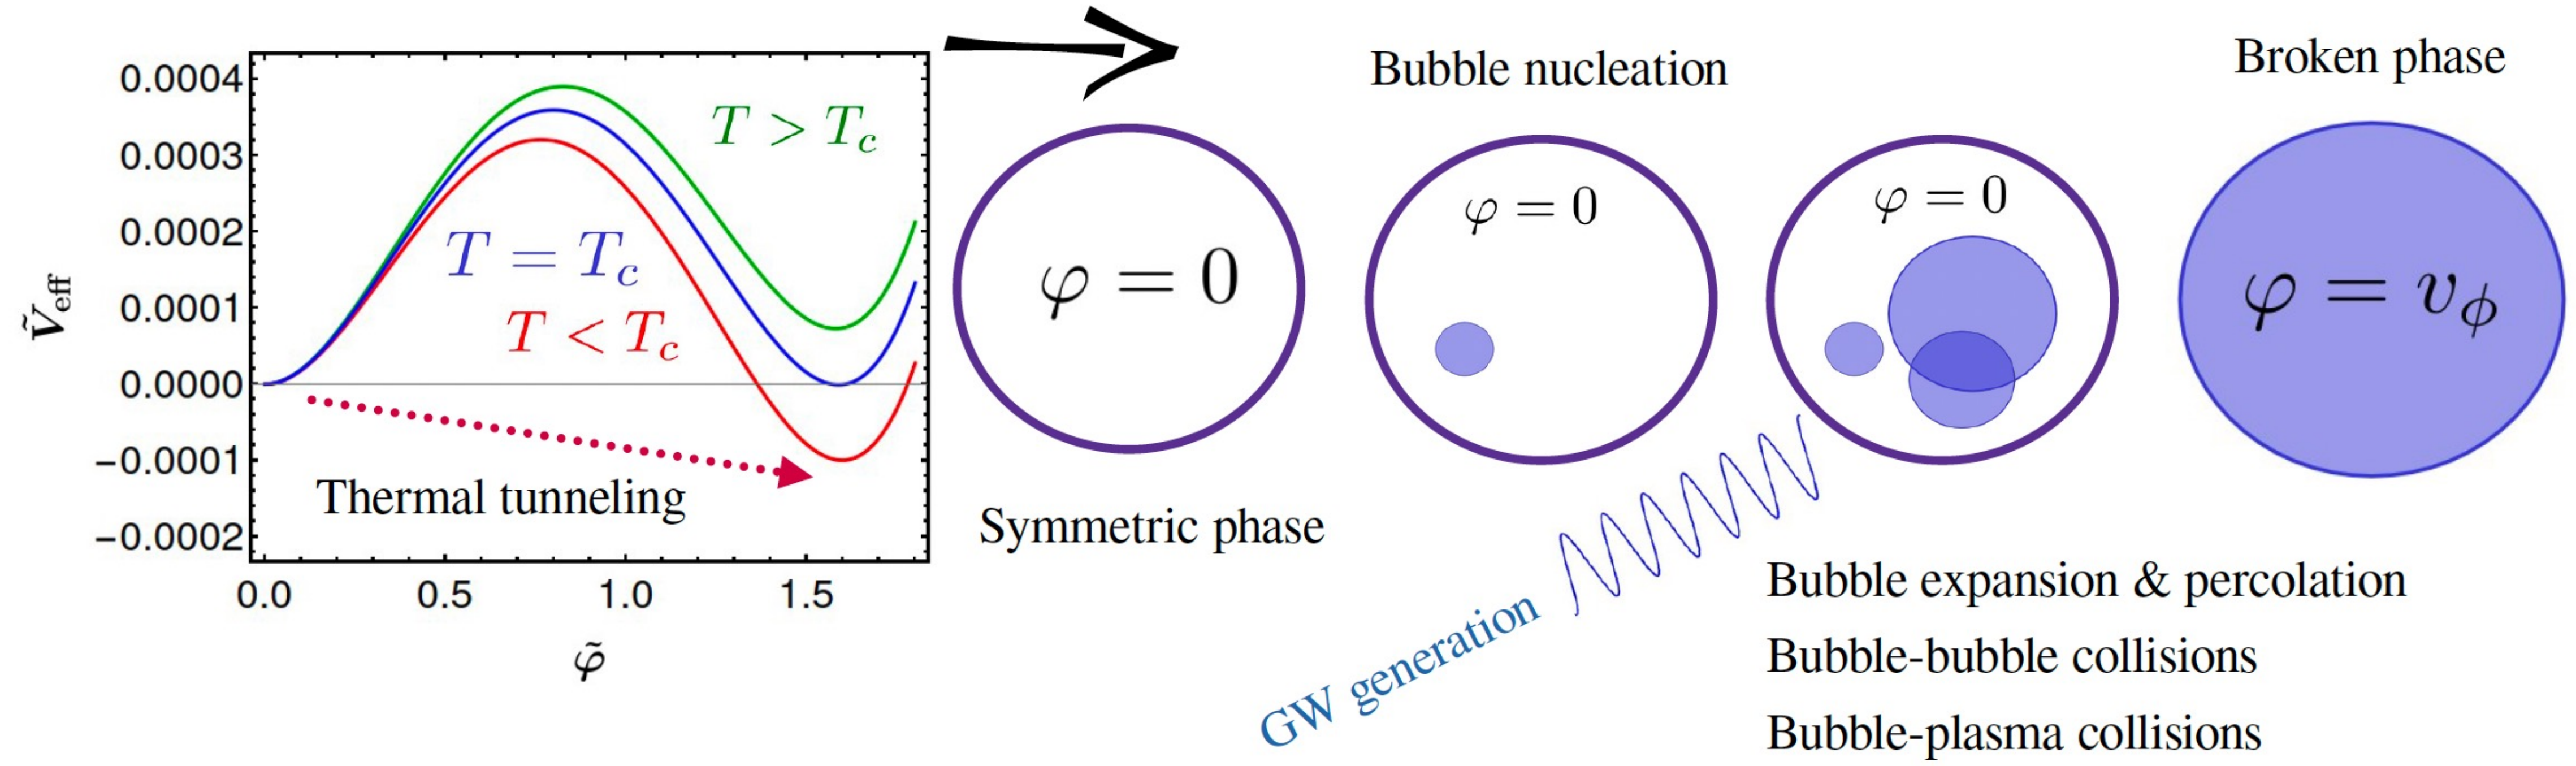 0.0004
0.0003
0.0002
0.0001
0.0000
−0.0001
−0.0002
Ṽeff
0.0 0.5 1.0 1.5
φ̃
T > Tc
T = Tc
T < Tc
Thermal tunneling
φ = 0
Symmetric phase
Bubble nucleation
φ = 0
φ = 0
GW generation
Bubble expansion & percolation
Bubble-bubble collisions
Bubble-plasma collisions
Broken phase
φ = vϕ